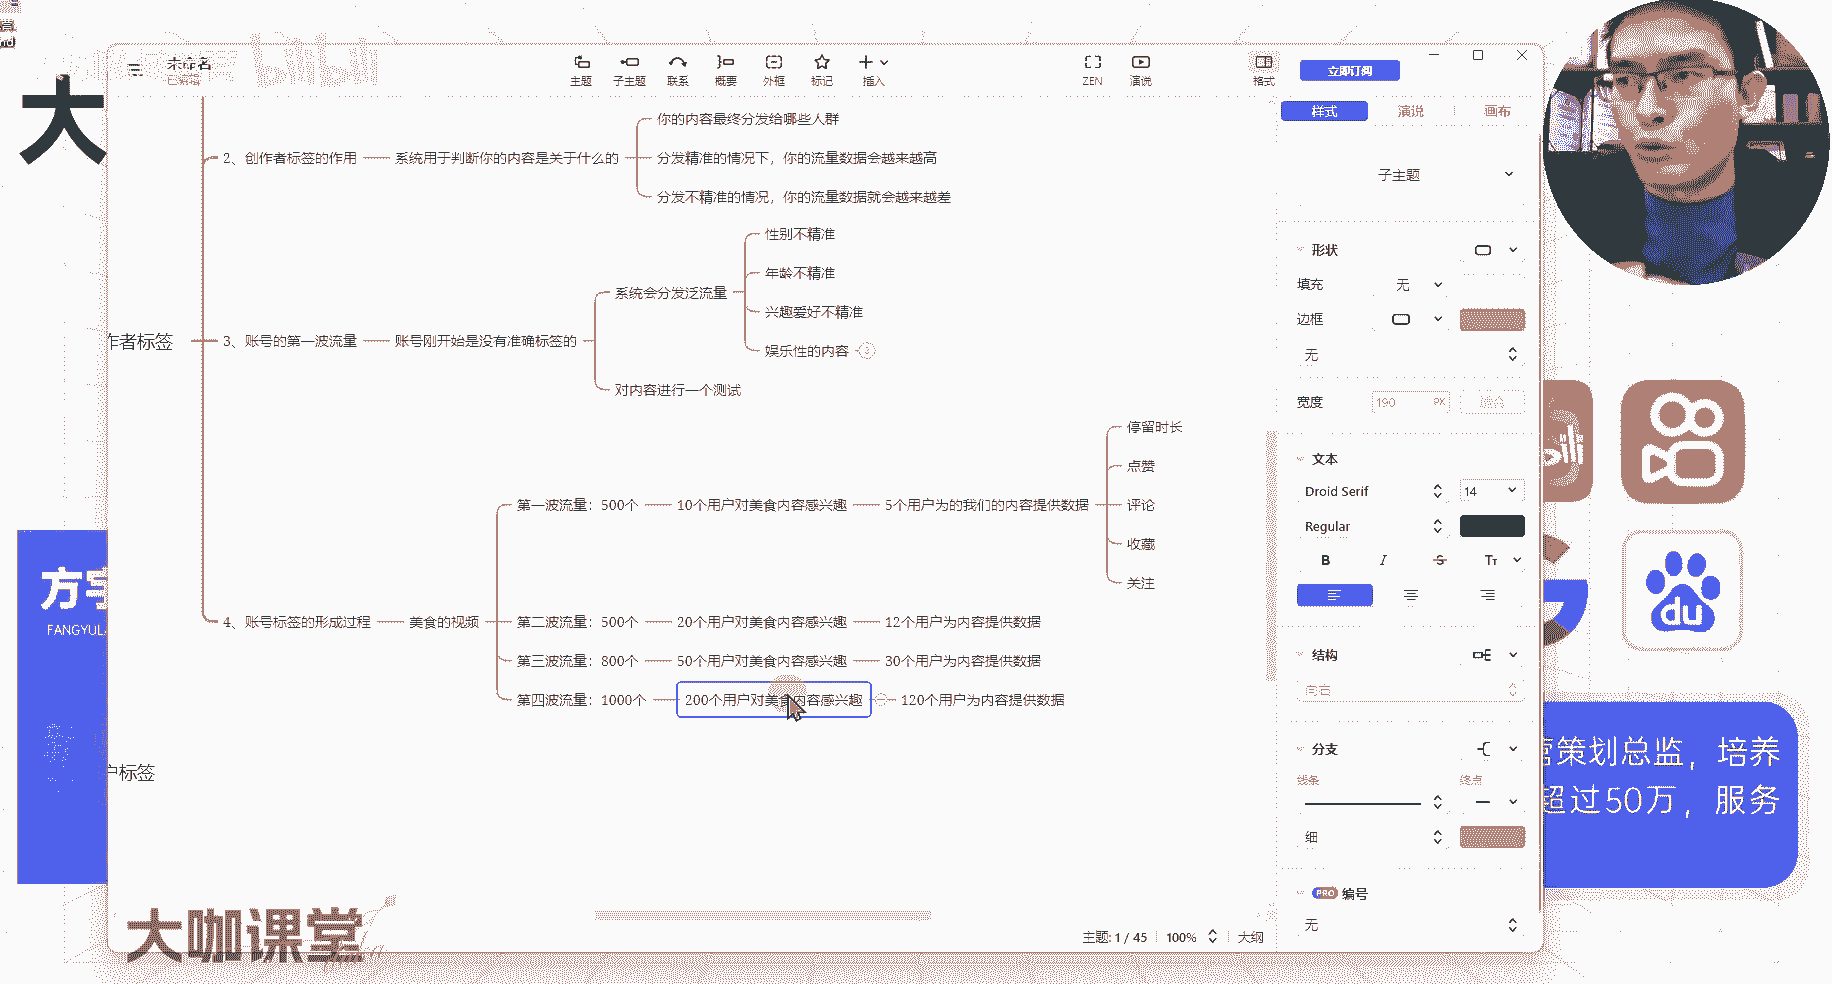 大
bilibili
未命名
已编辑
主题
子主题
联系
概要
外框
标记
插入
ZEN
演说
格式
立即订阅
样式
演说
画布
子主题
形状
填充
无
边框
无
宽度
190
PX
文本
Droid Serif
14
Regular
B
I
S
TT
结构
向右
分支
线条
终点
细
PRO 编号
无
2、创作者标签的作用
系统用于判断你的内容是关于什么的
你的内容最终分发给哪些人群
分发精准的情况下，你的流量数据会越来越高
分发不精准的情况，你的流量数据就会越来越差
作者标签
3、账号的第一波流量
账号刚开始是没有准确标签的
系统会分发泛流量
性别不精准
年龄不精准
兴趣爱好不精准
娱乐性的内容
3
对内容进行一个测试
4、账号标签的形成过程
美食的视频
第一波流量：500个
10个用户对美食内容感兴趣
5个用户为的我们的内容提供数据
停留时长
点赞
评论
收藏
关注
第二波流量：500个
20个用户对美食内容感兴趣
12个用户为内容提供数据
第三波流量：800个
50个用户对美食内容感兴趣
30个用户为内容提供数据
第四波流量：1000个
200个用户对美食内容感兴趣
120个用户为内容提供数据
户标签
主题: 1 / 45
100%
大纲
FANGYUL
du
营策划总监，培养
超过50万，服务
大咖课堂